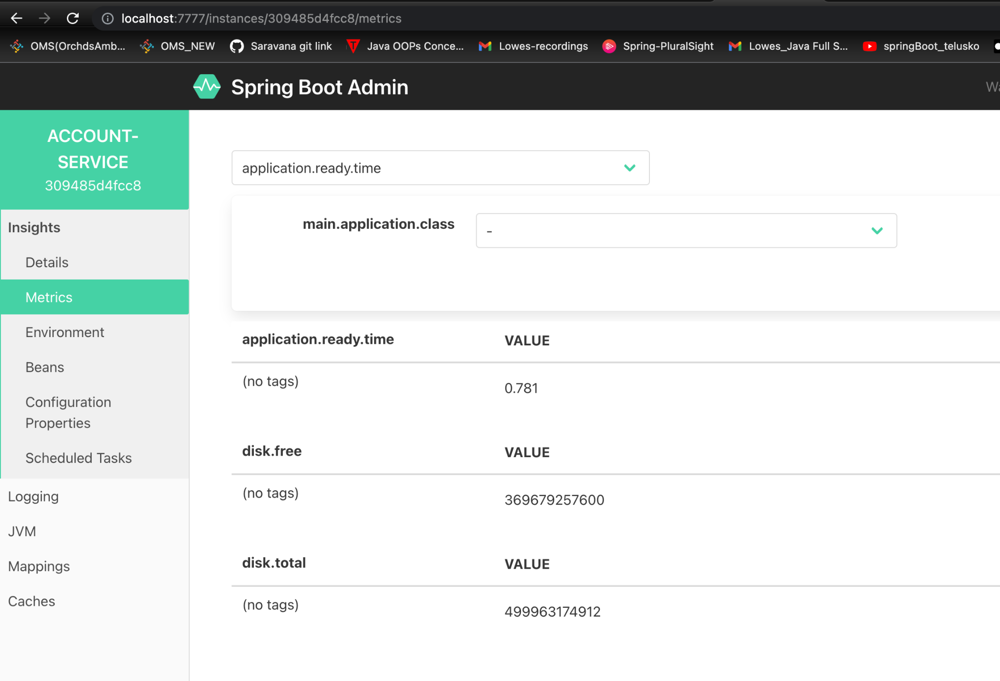 localhost:7777/instances/309485d4fcc8/metrics
OMS(OrchdsAmb... OMS_NEW Saravana git link Java OOPs Conce... Lowes-recordings Spring-PluralSight Lowes_Java Full S... springBoot_telusko
Spring Boot Admin
ACCOUNT-
SERVICE
309485d4fcc8
Insights
Details
Metrics
Environment
Beans
Configuration
Properties
Scheduled Tasks
Logging
JVM
Mappings
Caches
application.ready.time
main.application.class -
application.ready.time VALUE
(no tags) 0.781
disk.free VALUE
(no tags) 369679257600
disk.total VALUE
(no tags) 499963174912